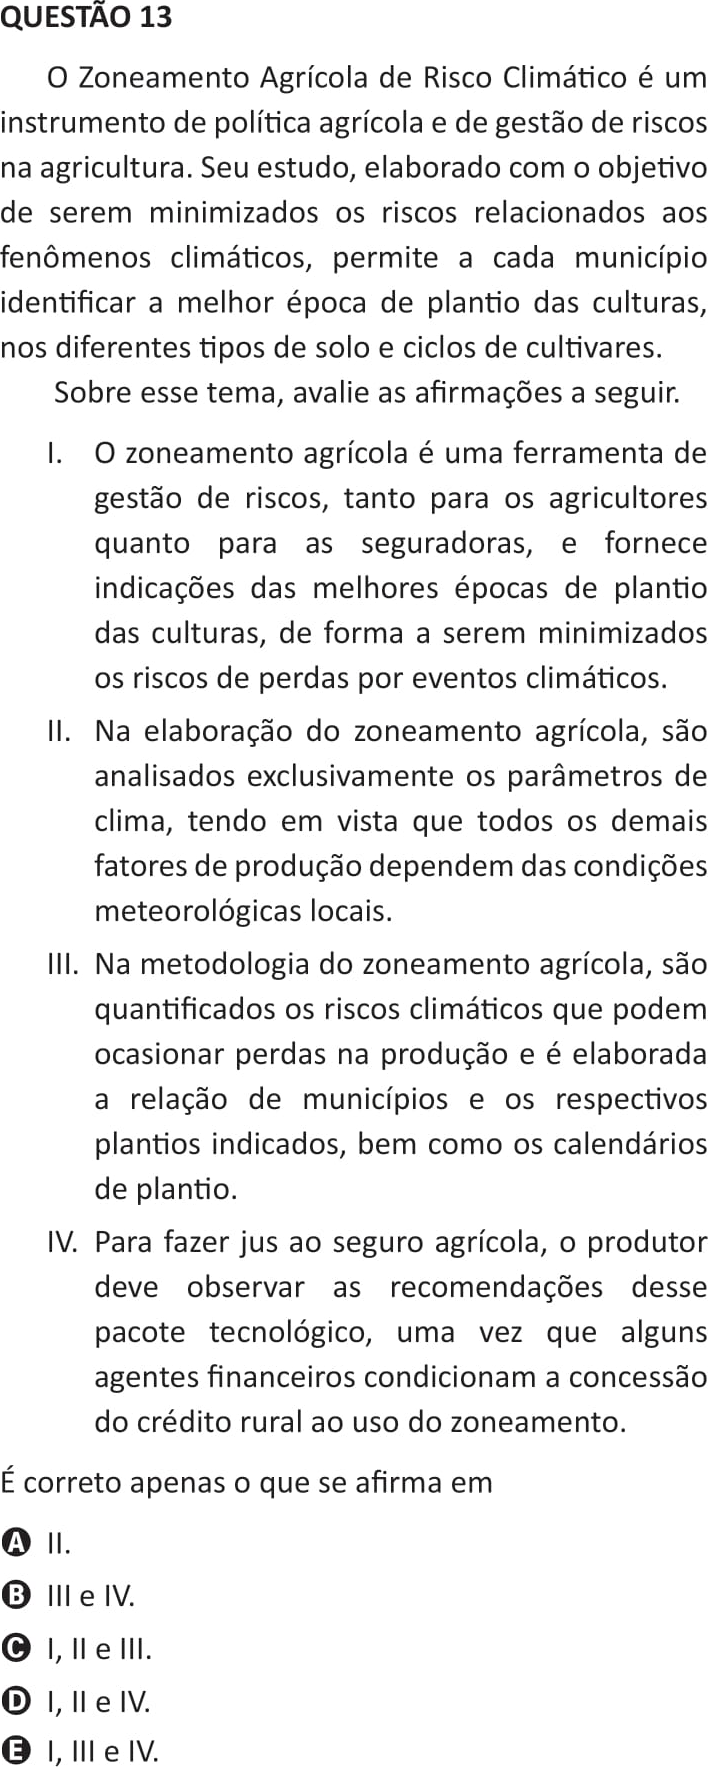 QUESTÃO 13
O Zoneamento Agrícola de Risco Climático é um
instrumento de política agrícola e de gestão de riscos
na agricultura. Seu estudo, elaborado com o objetivo
de serem minimizados os riscos relacionados aos
fenômenos climáticos, permite a cada município
identificar a melhor época de plantio das culturas,
nos diferentes tipos de solo e ciclos de cultivares.
Sobre esse tema, avalie as afirmações a seguir.
I. O zoneamento agrícola é uma ferramenta de
gestão de riscos, tanto para os agricultores
quanto para as seguradoras, e fornece
indicações das melhores épocas de plantio
das culturas, de forma a serem minimizados
os riscos de perdas por eventos climáticos.
II. Na elaboração do zoneamento agrícola, são
analisados exclusivamente os parâmetros de
clima, tendo em vista que todos os demais
fatores de produção dependem das condições
meteorológicas locais.
III. Na metodologia do zoneamento agrícola, são
quantificados os riscos climáticos que podem
ocasionar perdas na produção e é elaborada
a relação de municípios e os respectivos
plantios indicados, bem como os calendários
de plantio.
IV. Para fazer jus ao seguro agrícola, o produtor
deve observar as recomendações desse
pacote tecnológico, uma vez que alguns
agentes financeiros condicionam a concessão
do crédito rural ao uso do zoneamento.
É correto apenas o que se afirma em
A II.
B III e IV.
C I, II e III.
D I, II e IV.
E I, III e IV.